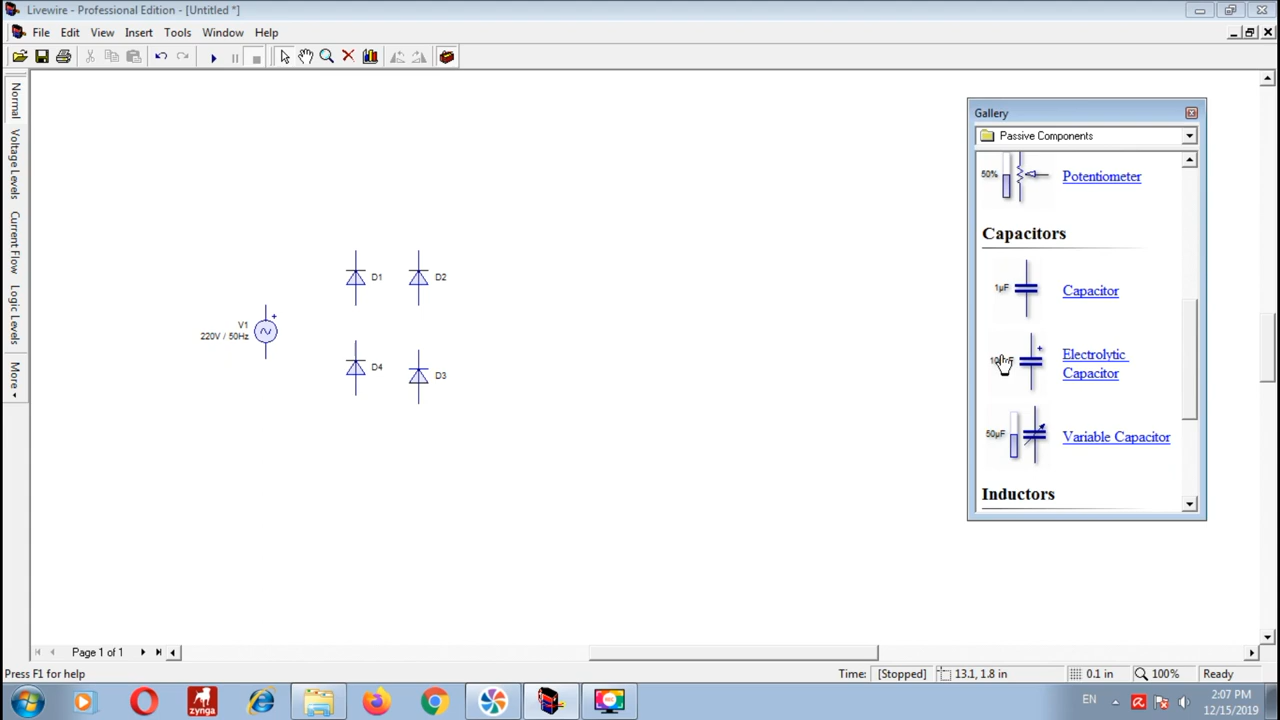 Livewire - Professional Edition - [Untitled *]
File Edit View Insert Tools Window Help
Normal
Voltage Levels
Current Flow
Logic Levels
More
Gallery
Passive Components
50%
Potentiometer
Capacitors
1µF
Capacitor
Electrolytic
Capacitor
50µF
Variable Capacitor
Inductors
D1
D2
V1
220V / 50Hz
D4
D3
Page 1 of 1
Press F1 for help
Time: [Stopped] 13.1, 1.8 in 0.1 in 100% Ready
zynga
EN
2:07 PM
12/15/2019